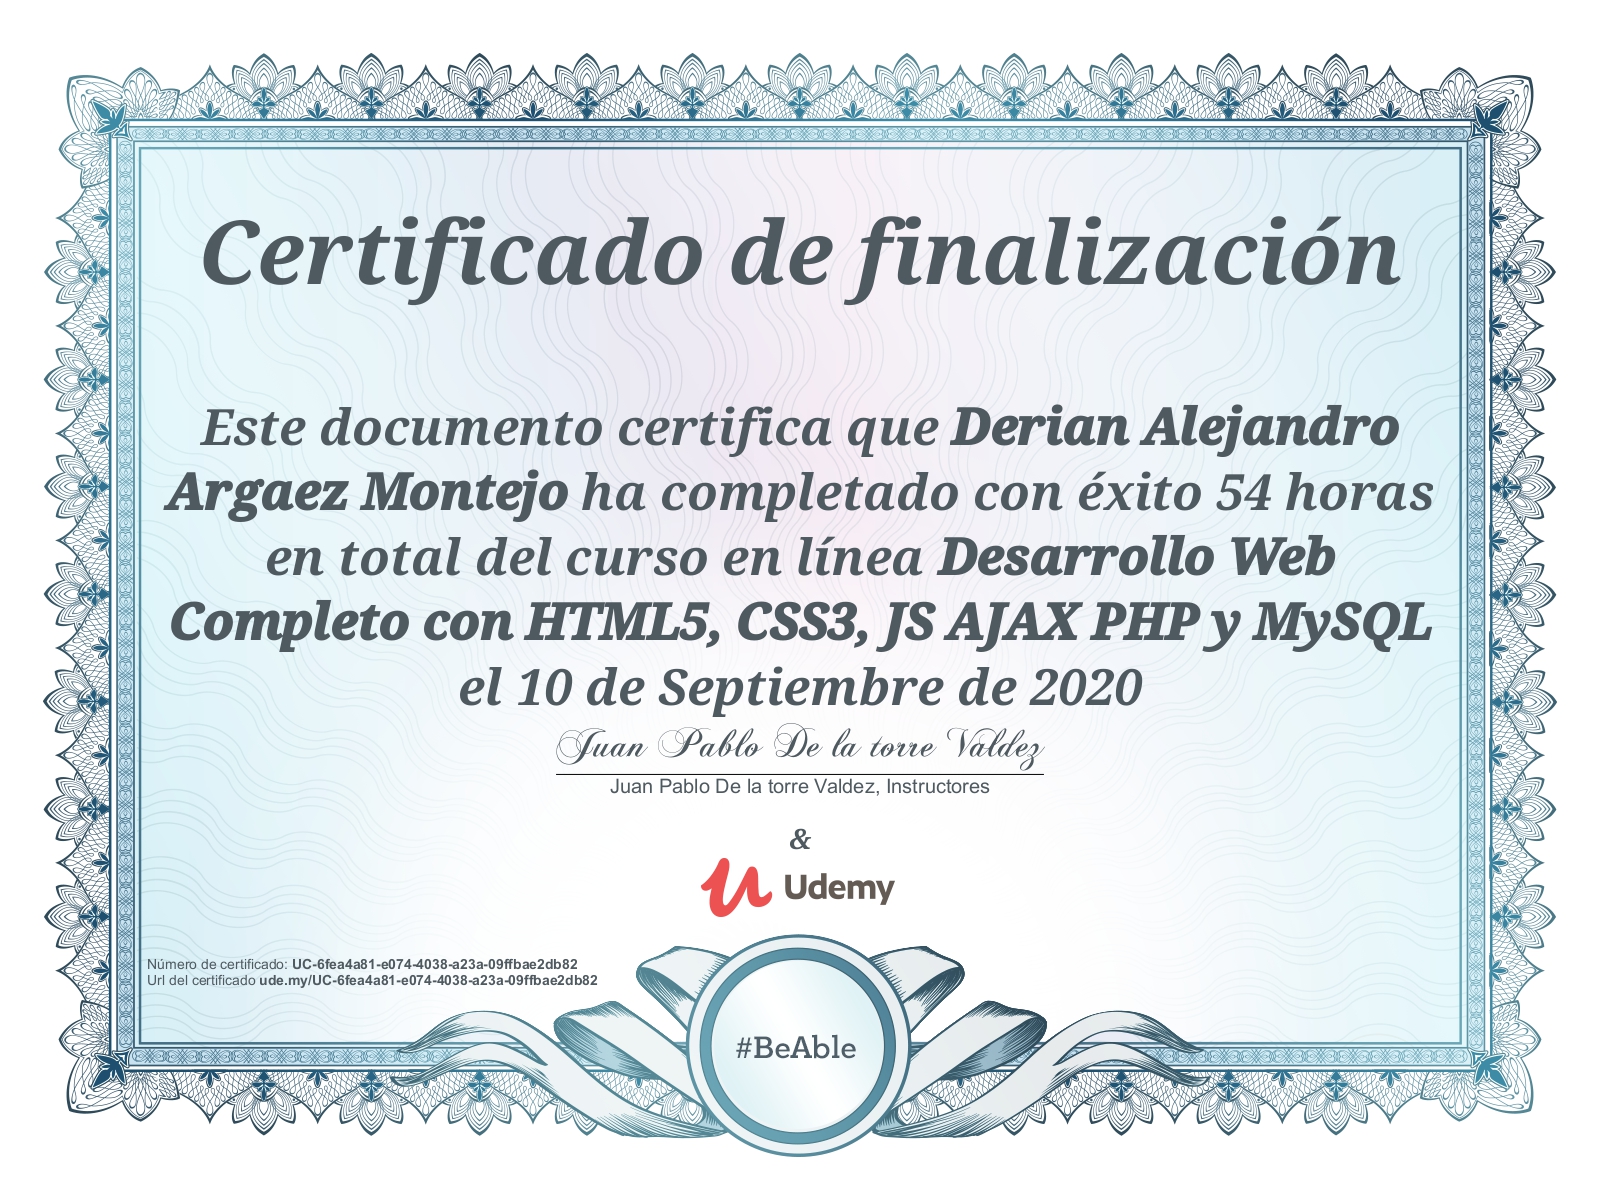 Certificado de finalización
Este documento certifica que Derian Alejandro
Argaez Montejo ha completado con éxito 54 horas
en total del curso en línea Desarrollo Web
Completo con HTML5, CSS3, JS AJAX PHP y MySQL
el 10 de Septiembre de 2020
Juan Pablo De la torre Valdez
Juan Pablo De la torre Valdez, Instructores
&
Udemy
Número de certificado: UC-6fea4a81-e074-4038-a23a-09ffbae2db82
Url del certificado ude.my/UC-6fea4a81-e074-4038-a23a-09ffbae2db82
#BeAble